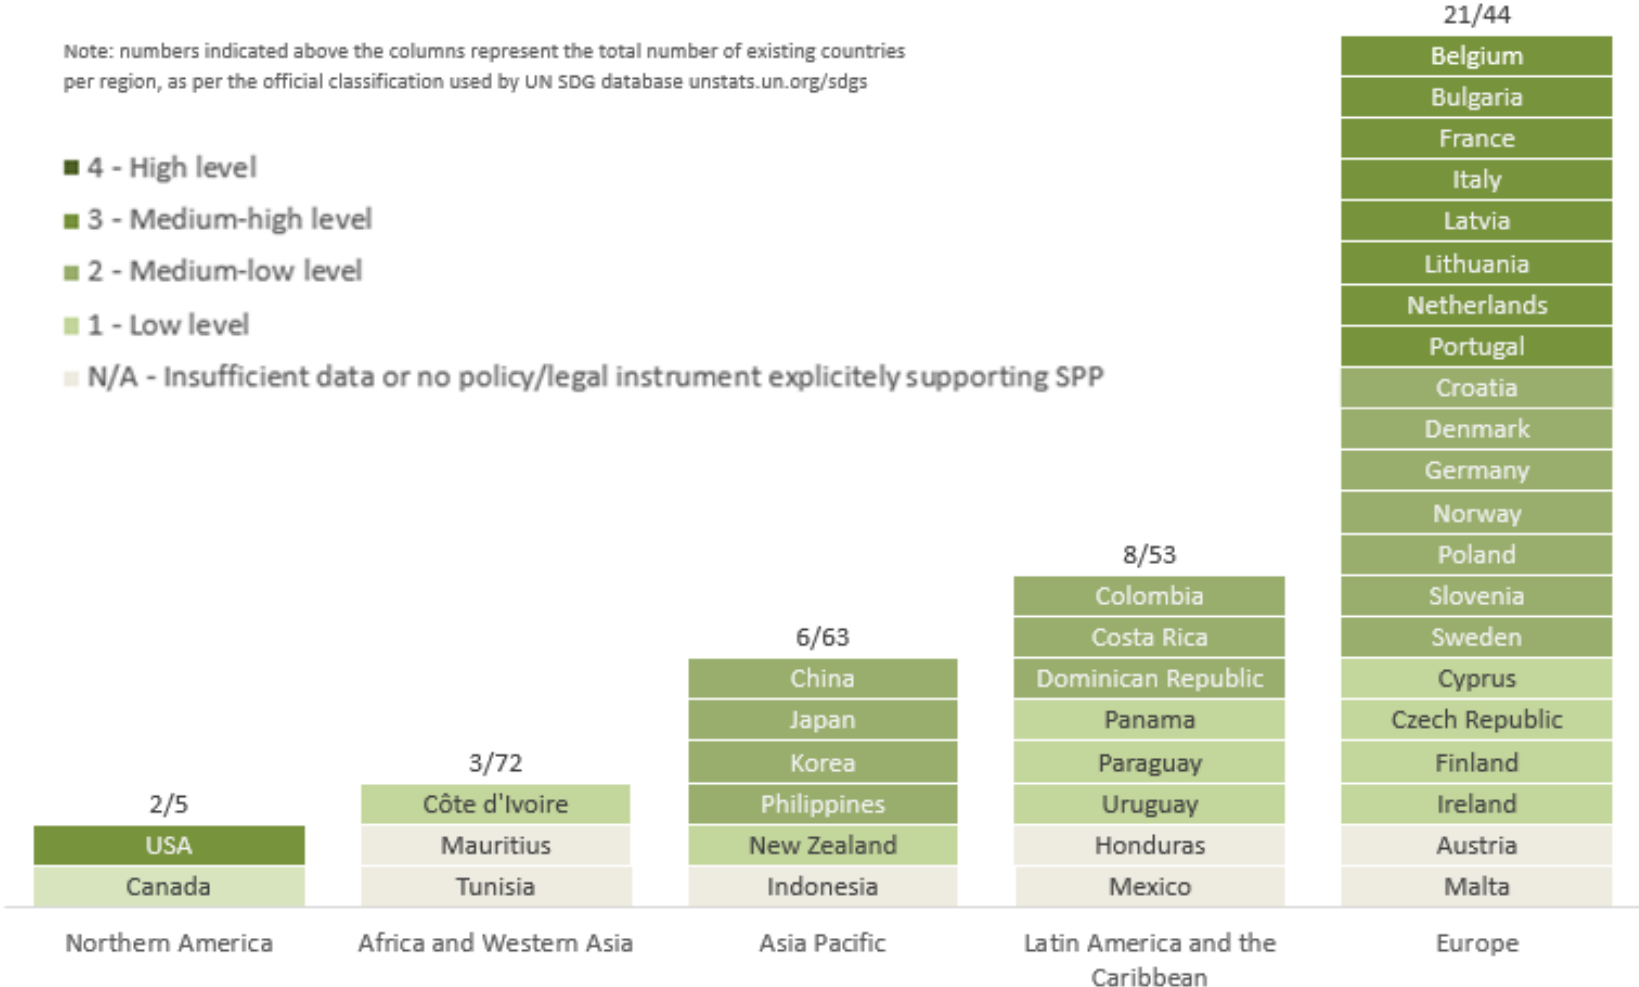 Note: numbers indicated above the columns represent the total number of existing countries
per region, as per the official classification used by UN SDG database unstats.un.org/sdgs
4 - High level
3 - Medium-high level
2 - Medium-low level
1 - Low level
N/A - Insufficient data or no policy/legal instrument explicitely supporting SPP
2/5
USA
Canada
Northern America
3/72
Côte d'Ivoire
Mauritius
Tunisia
Africa and Western Asia
6/63
China
Japan
Korea
Philippines
New Zealand
Indonesia
Asia Pacific
8/53
Colombia
Costa Rica
Dominican Republic
Panama
Paraguay
Uruguay
Honduras
Mexico
Latin America and the
Caribbean
21/44
Belgium
Bulgaria
France
Italy
Latvia
Lithuania
Netherlands
Portugal
Croatia
Denmark
Germany
Norway
Poland
Slovenia
Sweden
Cyprus
Czech Republic
Finland
Ireland
Austria
Malta
Europe